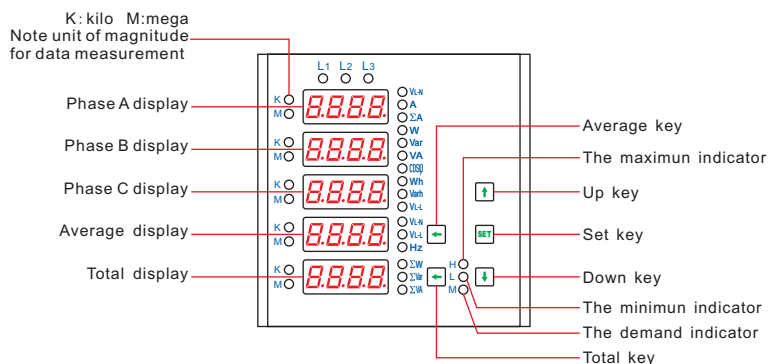 K: kilo M:mega
Note unit of magnitude
for data measurement
Phase A display
Phase B display
Phase C display
Average display
Total display
L1 L2 L3
K
M
8.8.8.8.
K
M
8.8.8.8.
K
M
8.8.8.8.
K
M
8.8.8.8.
K
M
8.8.8.8.
VL-N
A
ΣA
W
Var
VA
COSφ
Wh
Varh
VL-L
VL-N
VL-L
Hz
ΣW
ΣVar
ΣVA
H
L
M
SET
Average key
The maximun indicator
Up key
Set key
Down key
The minimun indicator
The demand indicator
Total key